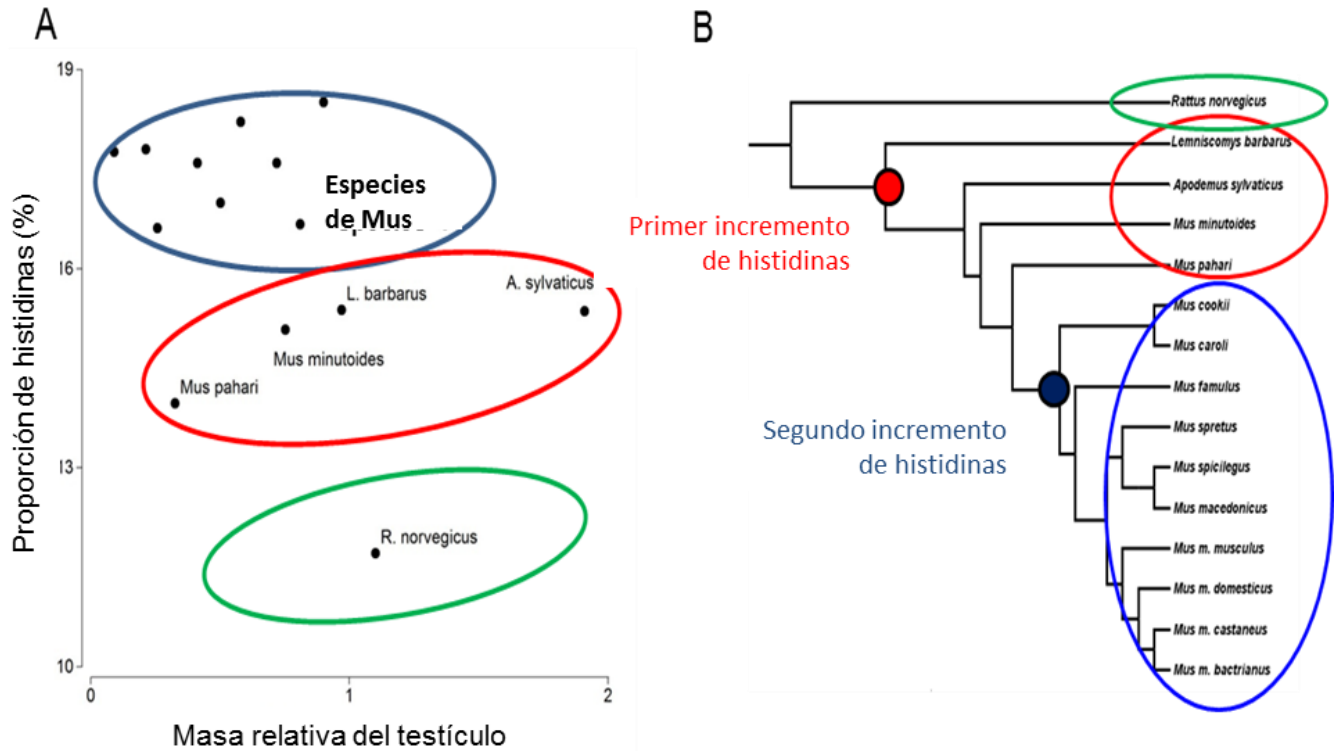 A
19
16
13
10
0
1
2
Proporción de histidinas (%)
Masa relativa del testículo
Especies
de Mus
L. barbarus
A. sylvaticus
Mus minutoides
Mus pahari
R. norvegicus
B
Rattus norvegicus
Lemniscomys barbarus
Apodemus sylvaticus
Mus minutoides
Mus pahari
Mus cookii
Mus caroli
Mus famulus
Mus spretus
Mus spicilegus
Mus macedonicus
Mus m. musculus
Mus m. domesticus
Mus m. castaneus
Mus m. bactrianus
Primer incremento
de histidinas
Segundo incremento
de histidinas